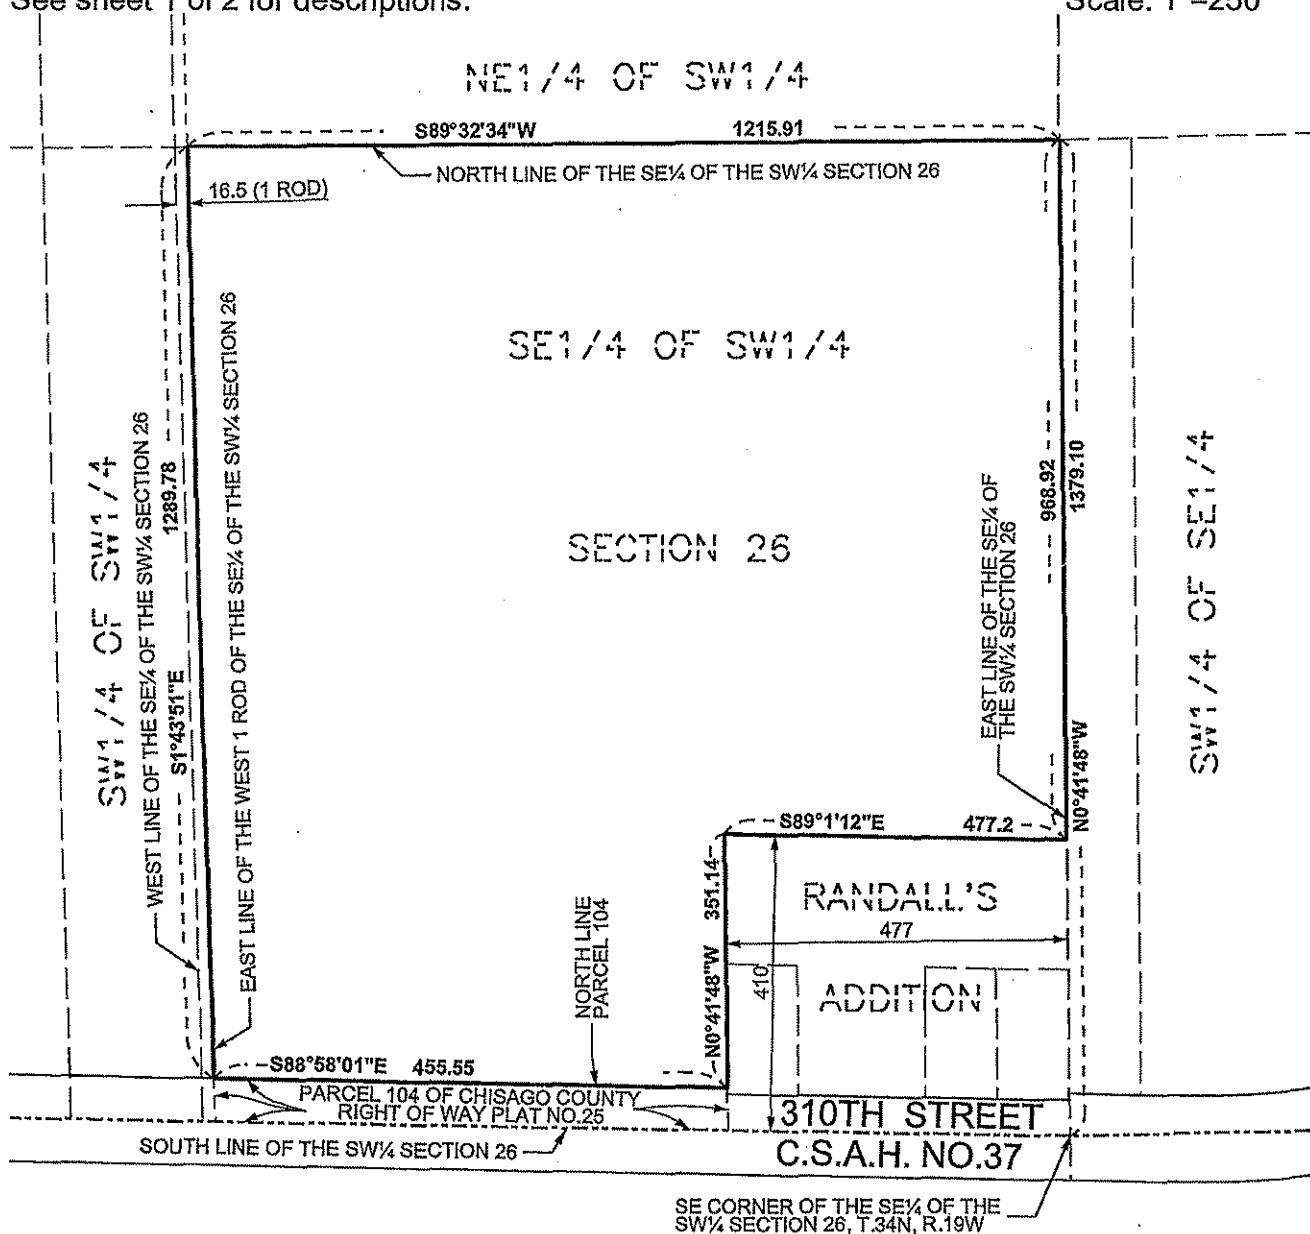 See sheet 1 of 2 for descriptions.
Scale: 1"=250'
NE1/4 OF SW1/4
S89°32'34"W 1215.91
NORTH LINE OF THE SE¼ OF THE SW¼ SECTION 26
16.5 (1 ROD)
SE1/4 OF SW1/4
SECTION 26
SW1/4 OF SW1/4
WEST LINE OF THE SE¼ OF THE SW¼ SECTION 26
1289.78
S1°43'51"E
EAST LINE OF THE WEST 1 ROD OF THE SE¼ OF THE SW¼ SECTION 26
968.92
1379.10
EAST LINE OF THE SE¼ OF
THE SW¼ SECTION 26
N0°41'48"W
SW1/4 OF SE1/4
S89°1'12"E 477.2
351.14
N0°41'48"W
410
RANDALL'S
477
ADDITION
NORTH LINE
PARCEL 104
S88°58'01"E 455.55
PARCEL 104 OF CHISAGO COUNTY
RIGHT OF WAY PLAT NO.25
310TH STREET
SOUTH LINE OF THE SW¼ SECTION 26
C.S.A.H. NO.37
SE CORNER OF THE SE¼ OF THE
SW¼ SECTION 26, T.34N, R.19W